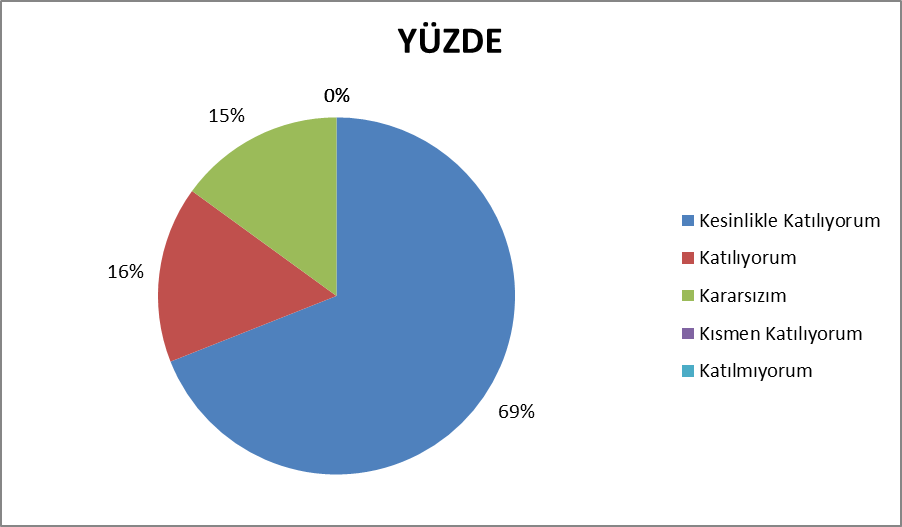 YÜZDE
0%
15%
16%
69%
Kesinlikle Katılıyorum
Katılıyorum
Kararsızım
Kısmen Katılıyorum
Katılmıyorum